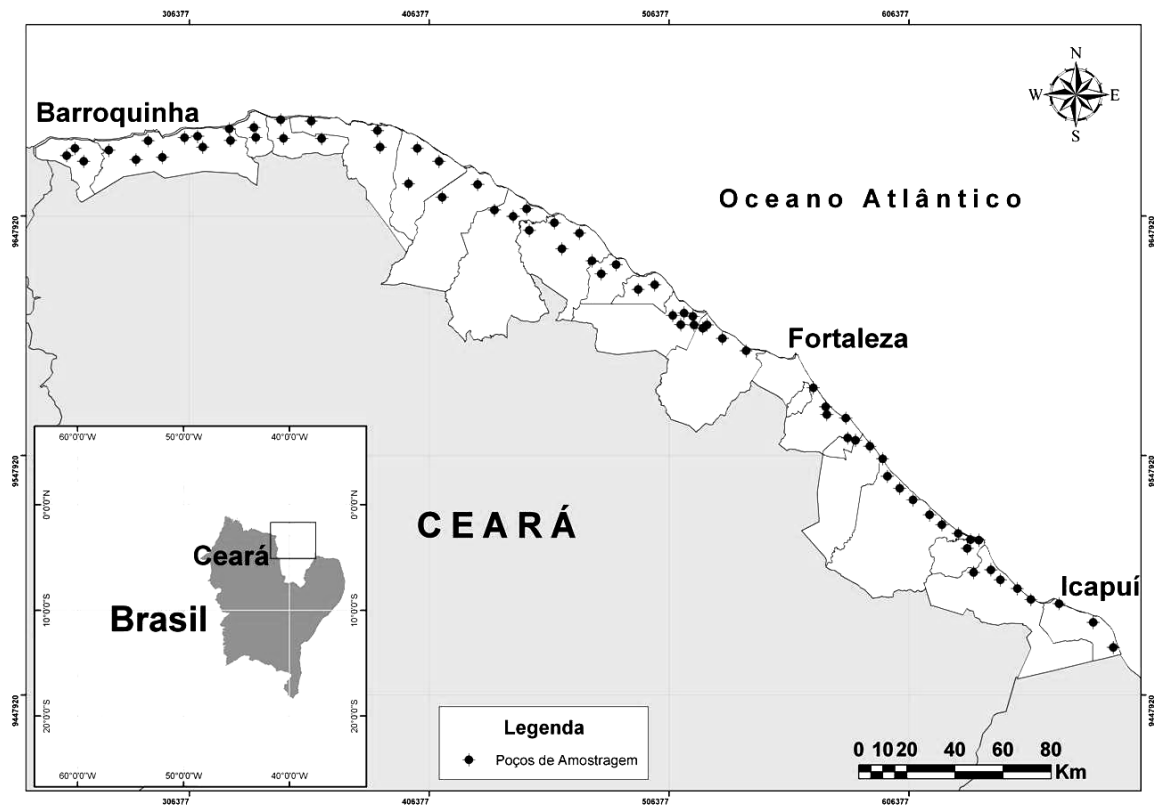 306377 406377 506377 606377
N
W E
S
Barroquinha
Oceano Atlântico
9647920 9647920
Fortaleza
60°0'0"W 50°0'0"W 40°0'0"W
9547920 9547920
0°0'0"N 0°0'0"N
CEARÁ
Ceará
Icapuí
Brasil
10°0'0"S 10°0'0"S
9447920 9447920
20°0'0"S 20°0'0"S
Legenda
Poços de Amostragem
0 10 20 40 60 80
Km
60°0'0"W 50°0'0"W 40°0'0"W
306377 406377 506377 606377